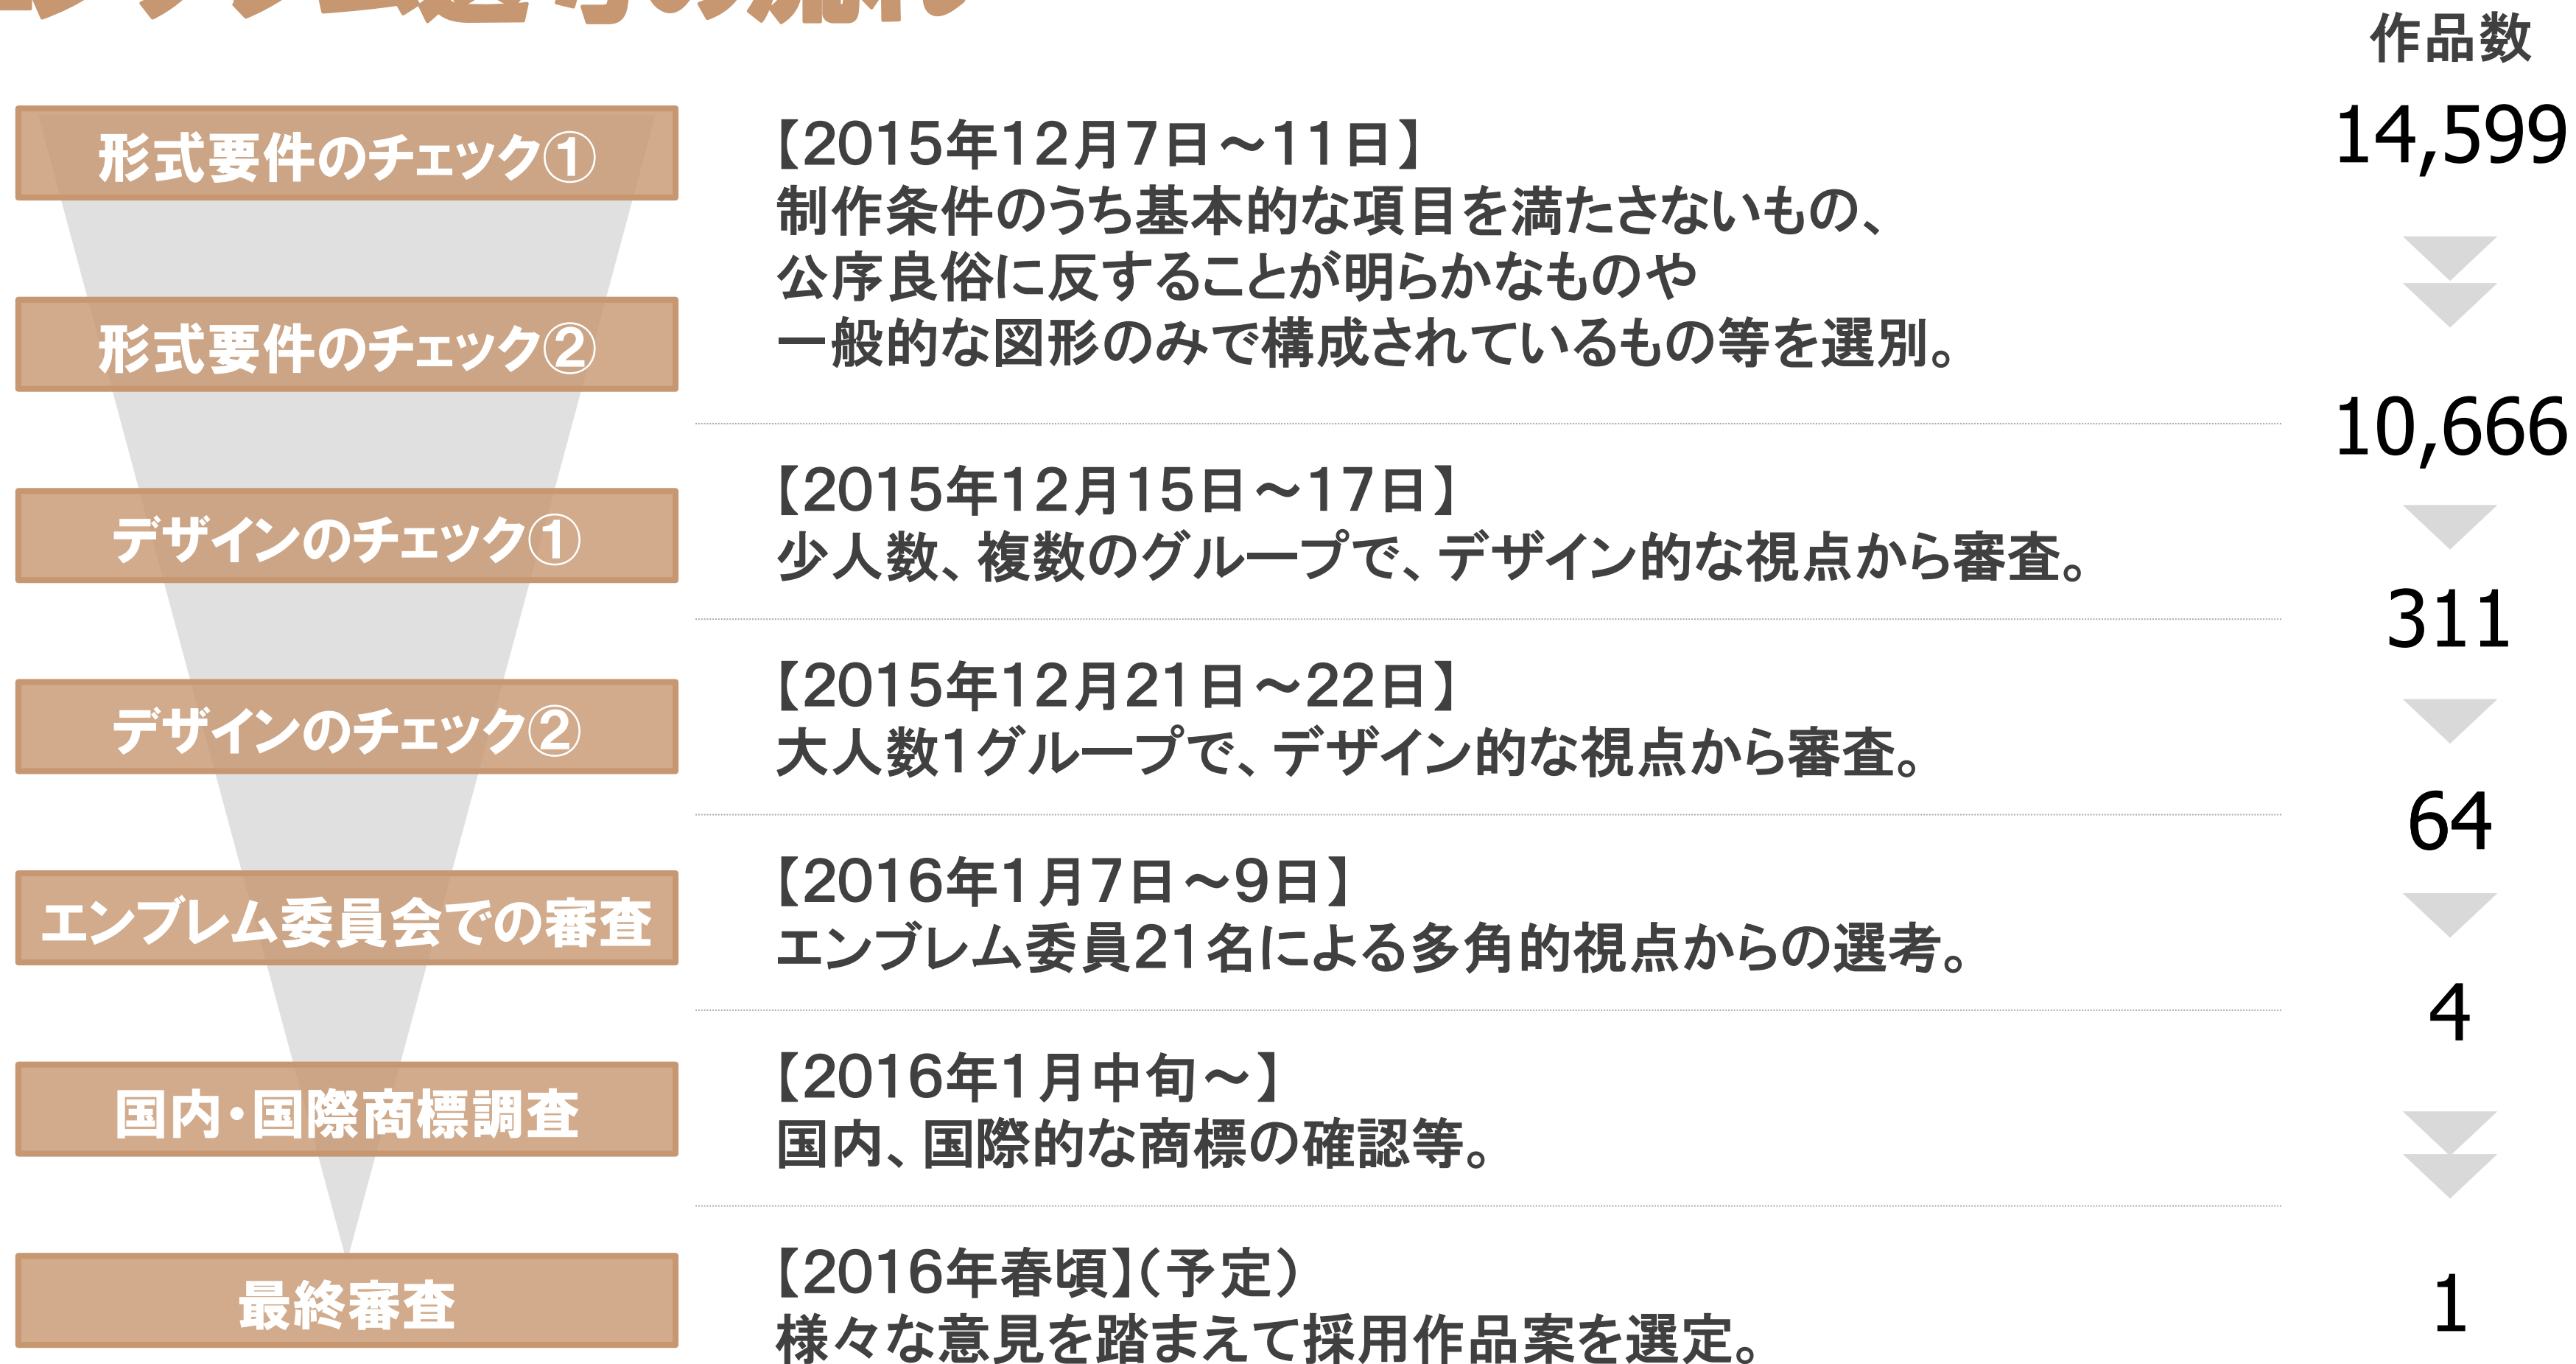 作品数
形式要件のチェック①
【2015年12月7日～11日】
制作条件のうち基本的な項目を満たさないもの、
公序良俗に反することが明らかなものや
一般的な図形のみで構成されているもの等を選別。
14,599
形式要件のチェック②
10,666
デザインのチェック①
【2015年12月15日～17日】
少人数、複数のグループで、デザイン的な視点から審査。
311
デザインのチェック②
【2015年12月21日～22日】
大人数1グループで、デザイン的な視点から審査。
64
エンブレム委員会での審査
【2016年1月7日～9日】
エンブレム委員21名による多角的視点からの選考。
4
国内・国際商標調査
【2016年1月中旬～】
国内、国際的な商標の確認等。
最終審査
【2016年春頃】（予定）
様々な意見を踏まえて採用作品案を選定。
1